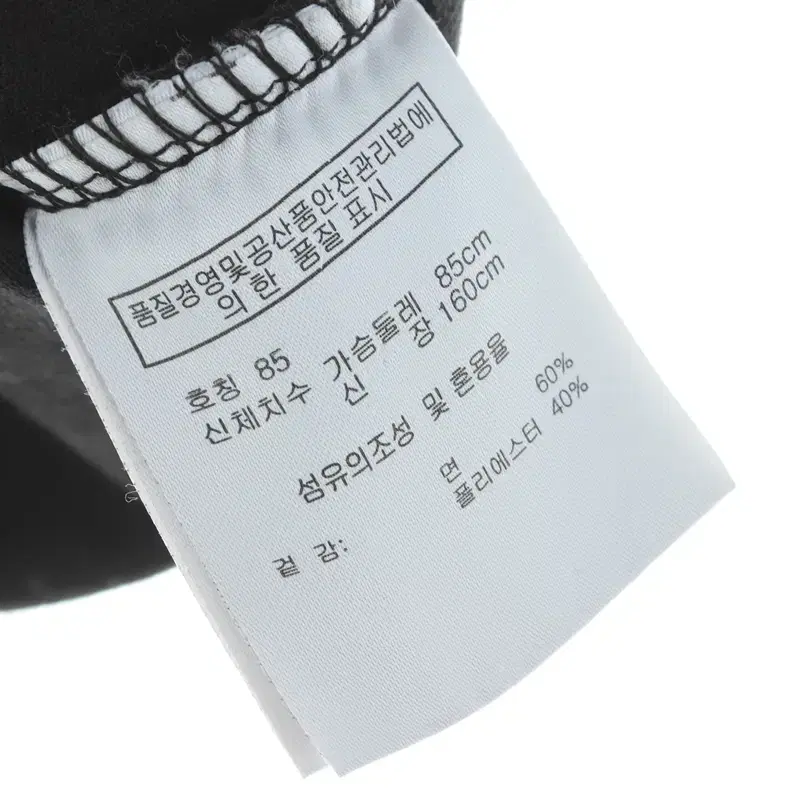 품질경영및공산품안전관리법에
의 한 품질 표시
호칭 85
신체치수 가슴둘레 85cm
신 장 160cm
섬유의조성 및 혼용율
겉 감: 면 60%
폴리에스터 40%